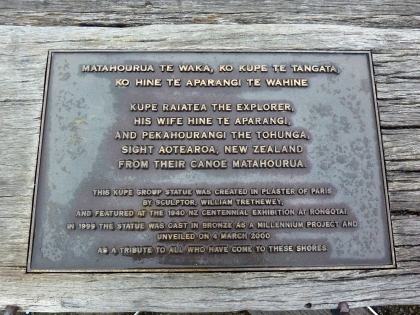 MATAHOURUA TE WAKA, KO KUPE TE TANGATA,
KO HINE TE APARANGI TE WAHINE
KUPE RAIATEA THE EXPLORER,
HIS WIFE HINE TE APARANGI,
AND PEKAHOURANGI THE TOHUNGA,
SIGHT AOTEAROA, NEW ZEALAND
FROM THEIR CANOE MATAHOURUA.
THIS KUPE GROUP STATUE WAS CREATED IN PLASTER OF PARIS
BY SCULPTOR, WILLIAM TRETHEWEY,
AND FEATURED AT THE 1940 NZ CENTENNIAL EXHIBITION AT RONGOTAI
IN 1999 THE STATUE WAS CAST IN BRONZE AS A MILLENNIUM PROJECT AND
UNVEILED ON 4 MARCH 2000
AS A TRIBUTE TO ALL WHO HAVE COME TO THESE SHORES.